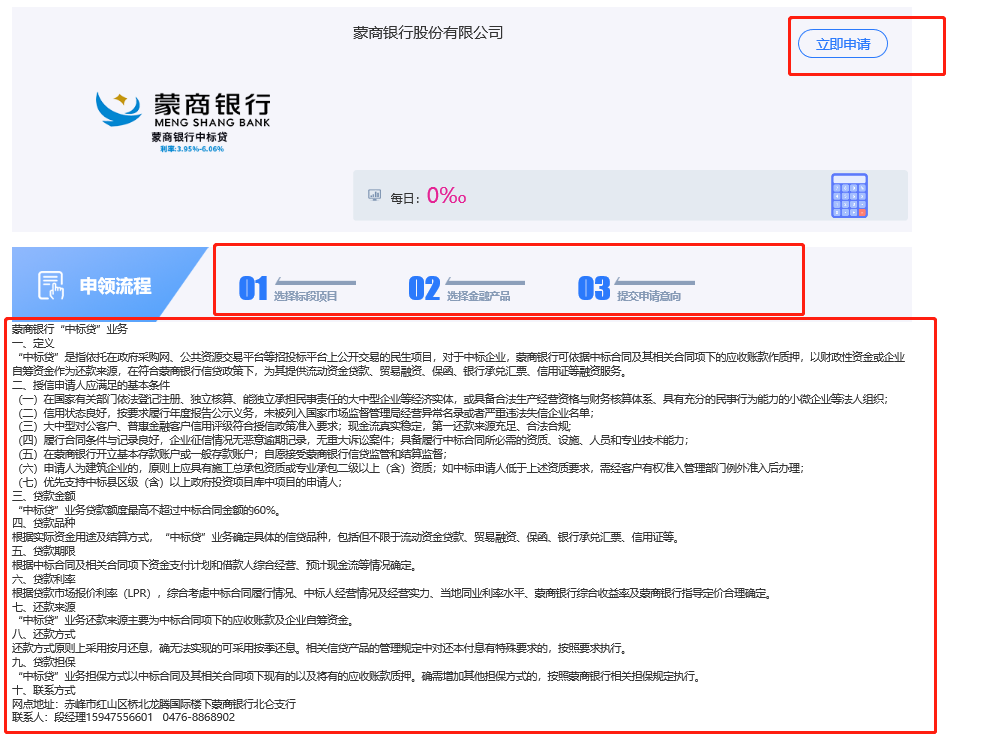 蒙商银行股份有限公司
立即申请
蒙商银行
MENG SHANG BANK
蒙商银行中标贷
利率:3.95%-6.06%
每日: 0‰
申领流程
01 选择标段项目
02 选择金融产品
03 提交申请意向
蒙商银行“中标贷”业务
一、定义
“中标贷”是指依托在政府采购网、公共资源交易平台等招投标平台上公开交易的民生项目，对于中标企业，蒙商银行可依据中标合同及其相关合同项下的应收账款作质押，以财政性资金或企业
自筹资金作为还款来源，在符合蒙商银行信贷政策下，为其提供流动资金贷款、贸易融资、保函、银行承兑汇票、信用证等融资服务。
二、授信申请人应满足的基本条件
（一）在国家有关部门依法登记注册、独立核算、能独立承担民事责任的大中型企业等经济实体，或具备合法生产经营资格与财务核算体系、具有充分的民事行为能力的小微企业等法人组织；
（二）信用状态良好，按要求履行年度报告公示义务，未被列入国家市场监督管理局经营异常名录或者严重违法失信企业名单；
（三）大中型对公客户、普惠金融客户信用评级符合授信政策准入要求；现金流真实稳定，第一还款来源充足、合法合规；
（四）履行合同条件与记录良好，企业征信情况无恶意逾期记录，无重大诉讼案件；具备履行中标合同所必需的资质、设施、人员和专业技术能力；
（五）在蒙商银行开立基本存款账户或一般存款账户；自愿接受蒙商银行信贷监管和结算监督；
（六）申请人为建筑企业的，原则上应具有施工总承包资质或专业承包二级以上（含）资质；如中标申请人低于上述资质要求，需经客户有权准入管理部门例外准入后办理；
（七）优先支持中标县区级（含）以上政府投资项目库中项目的申请人；
三、贷款金额
“中标贷”业务贷款额度最高不超过中标合同金额的60%。
四、贷款品种
根据实际资金用途及结算方式，“中标贷”业务确定具体的信贷品种，包括但不限于流动资金贷款、贸易融资、保函、银行承兑汇票、信用证等。
五、贷款期限
根据中标合同及相关合同项下资金支付计划和借款人综合经营、预计现金流等情况确定。
六、贷款利率
根据贷款市场报价利率（LPR），综合考虑中标合同履行情况、中标人经营情况及经营实力、当地同业利率水平、蒙商银行综合收益率及蒙商银行指导定价合理确定。
七、还款来源
“中标贷”业务还款来源主要为中标合同项下的应收账款及企业自筹资金。
八、还款方式
还款方式原则上采用按月还息，确无法实现的可采用按季还息。相关信贷产品的管理规定中对还本付息有特殊要求的，按照要求执行。
九、贷款担保
“中标贷”业务担保方式以中标合同及其相关合同项下现有的以及将有的应收账款质押。确需增加其他担保方式的，按照蒙商银行相关担保规定执行。
十、联系方式
网点地址：赤峰市红山区桥北龙腾国际楼下蒙商银行北仑支行
联系人：段经理15947556601 0476-8868902